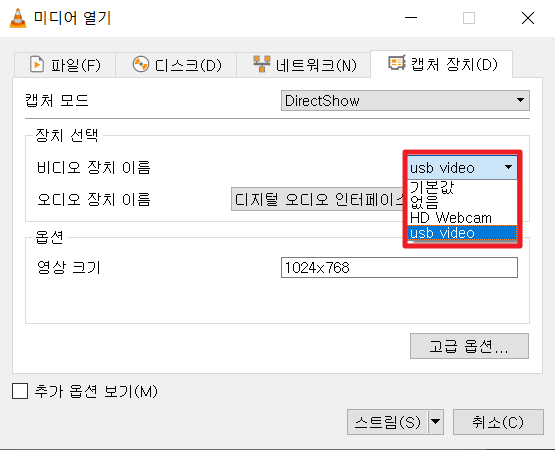 미디어 열기
파일(F) 디스크(D) 네트워크(N) 캡처 장치(D)
캡처 모드 DirectShow
장치 선택
비디오 장치 이름 usb video
기본값
없음
HD Webcam
usb video
오디오 장치 이름 디지털 오디오 인터페이스
옵션
영상 크기 1024x768
고급 옵션...
추가 옵션 보기(M)
스트림(S) 취소(C)